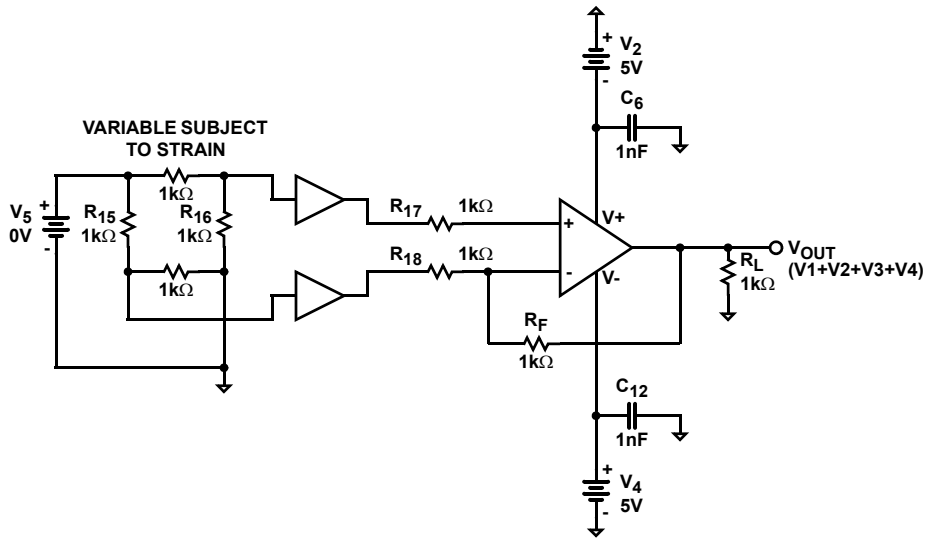 +
V2
5V
-
C6
1nF
VARIABLE SUBJECT
TO STRAIN
1kΩ
V5
0V
+
-
R15
1kΩ
R16
1kΩ
1kΩ
R17
1kΩ
R18
1kΩ
+
-
V+
V-
VOUT
(V1+V2+V3+V4)
RL
1kΩ
RF
1kΩ
C12
1nF
+
V4
5V
-